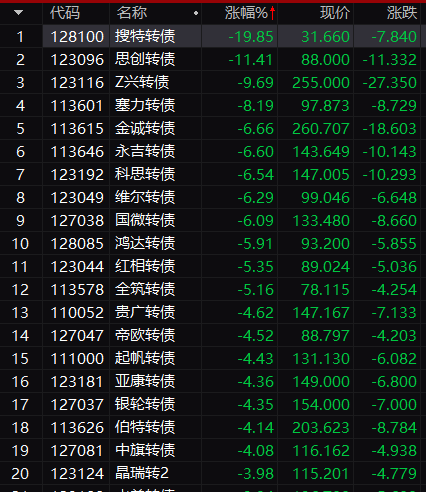 代码 名称 涨幅% 现价 涨跌
1 128100 搜特转债 -19.85 31.660 -7.840
2 123096 思创转债 -11.41 88.000 -11.332
3 123116 Z兴转债 -9.69 255.000 -27.350
4 113601 塞力转债 -8.19 97.873 -8.729
5 113615 金诚转债 -6.66 260.707 -18.603
6 113646 永吉转债 -6.60 143.649 -10.143
7 123192 科思转债 -6.54 147.005 -10.293
8 123049 维尔转债 -6.29 99.046 -6.648
9 127038 国微转债 -6.09 133.480 -8.660
10 128085 鸿达转债 -5.91 93.200 -5.855
11 123044 红相转债 -5.35 89.024 -5.036
12 113578 全筑转债 -5.16 78.115 -4.254
13 110052 贵广转债 -4.62 147.167 -7.133
14 127047 帝欧转债 -4.52 88.797 -4.203
15 111000 起帆转债 -4.43 131.130 -6.082
16 123181 亚康转债 -4.36 149.000 -6.800
17 127037 银轮转债 -4.35 154.000 -7.000
18 113626 伯特转债 -4.14 203.623 -8.784
19 127081 中旗转债 -4.08 116.162 -4.938
20 123124 晶瑞转2 -3.98 115.201 -4.779